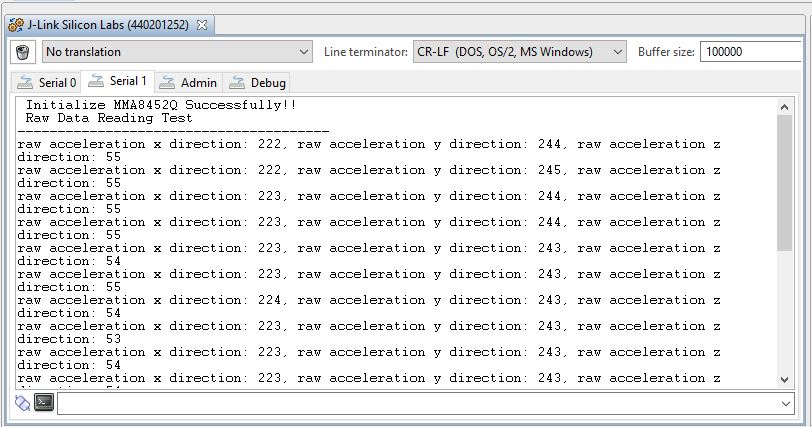 J-Link Silicon Labs (440201252)
No translation Line terminator: CR-LF (DOS, OS/2, MS Windows) Buffer size: 100000
Serial 0 Serial 1 Admin Debug
Initialize MMA8452Q Successfully!!
Raw Data Reading Test
---------------------------------------
raw acceleration x direction: 222, raw acceleration y direction: 244, raw acceleration z
direction: 55
raw acceleration x direction: 222, raw acceleration y direction: 245, raw acceleration z
direction: 55
raw acceleration x direction: 223, raw acceleration y direction: 244, raw acceleration z
direction: 55
raw acceleration x direction: 223, raw acceleration y direction: 244, raw acceleration z
direction: 55
raw acceleration x direction: 223, raw acceleration y direction: 243, raw acceleration z
direction: 54
raw acceleration x direction: 223, raw acceleration y direction: 243, raw acceleration z
direction: 55
raw acceleration x direction: 224, raw acceleration y direction: 243, raw acceleration z
direction: 54
raw acceleration x direction: 223, raw acceleration y direction: 243, raw acceleration z
direction: 53
raw acceleration x direction: 223, raw acceleration y direction: 243, raw acceleration z
direction: 54
raw acceleration x direction: 223, raw acceleration y direction: 243, raw acceleration z